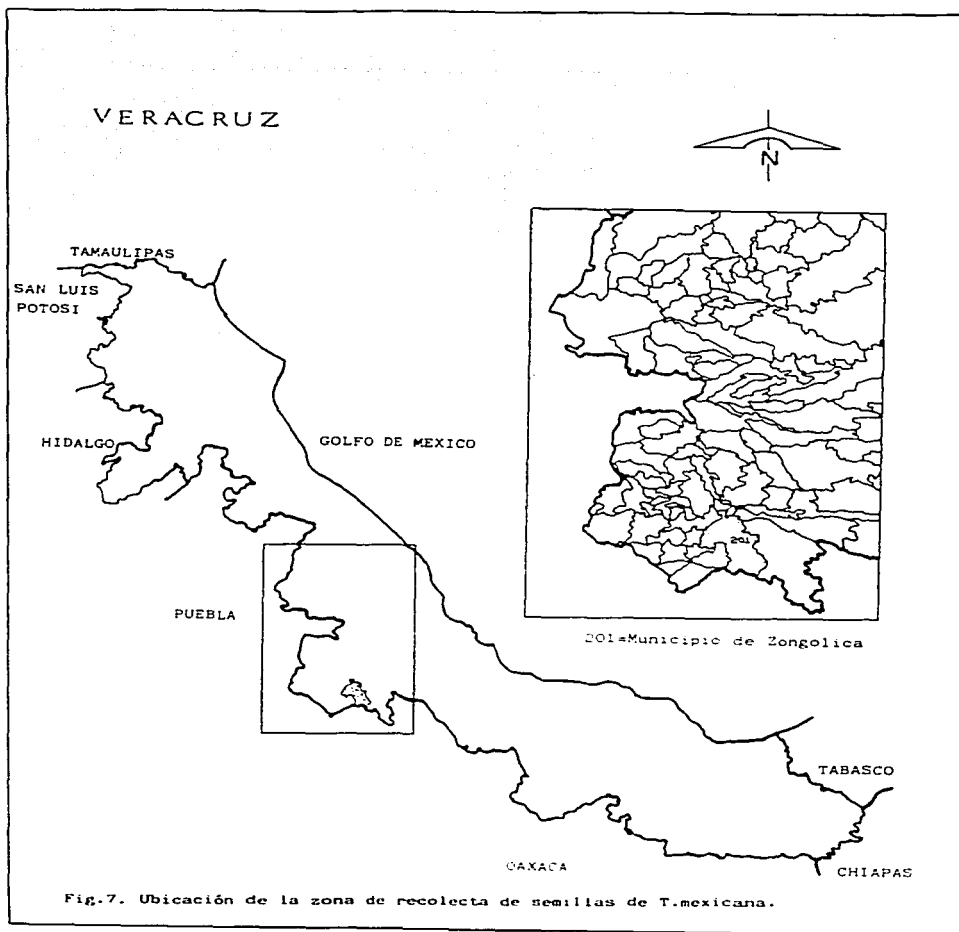 VERACRUZ
N
TAMAULIPAS
SAN LUIS
POTOSI
HIDALGO
GOLFO DE MEXICO
201
PUEBLA
201=Municipio de Zongolica
TABASCO
OAXACA
CHIAPAS
Fig.7. Ubicación de la zona de recolecta de semillas de T.mexicana.